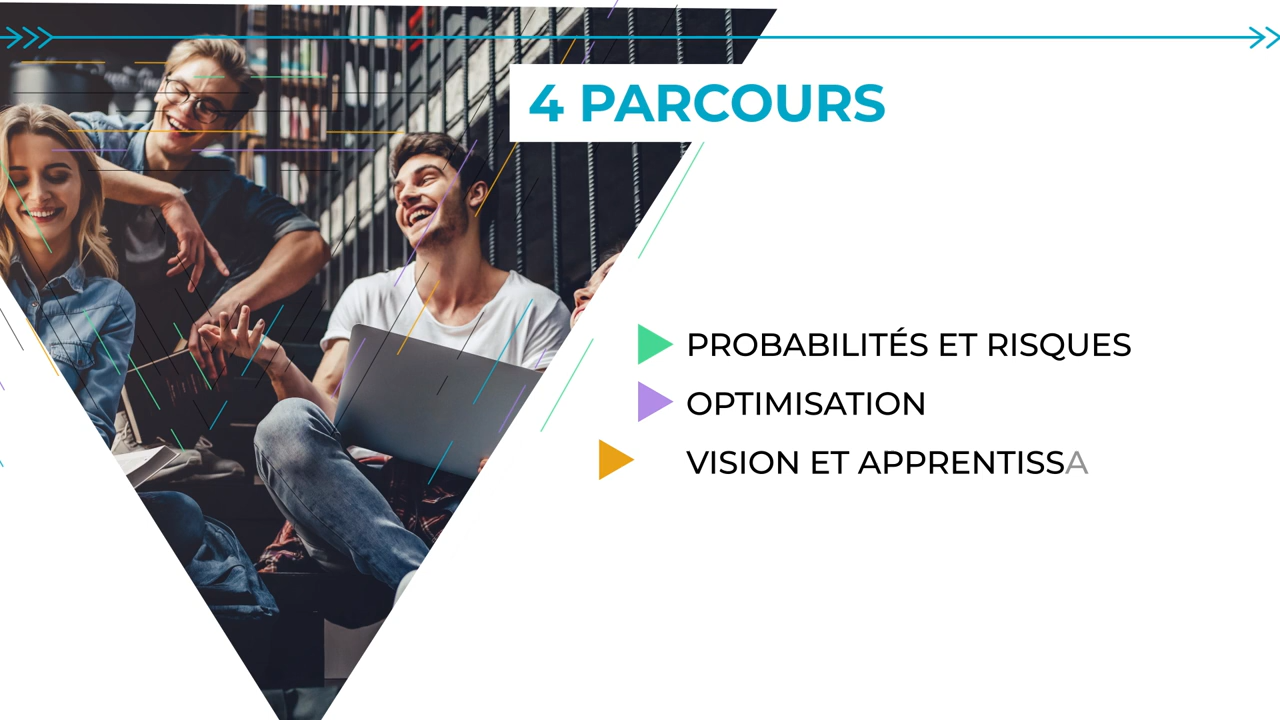 4 PARCOURS
PROBABILITÉS ET RISQUES
OPTIMISATION
VISION ET APPRENTISSA